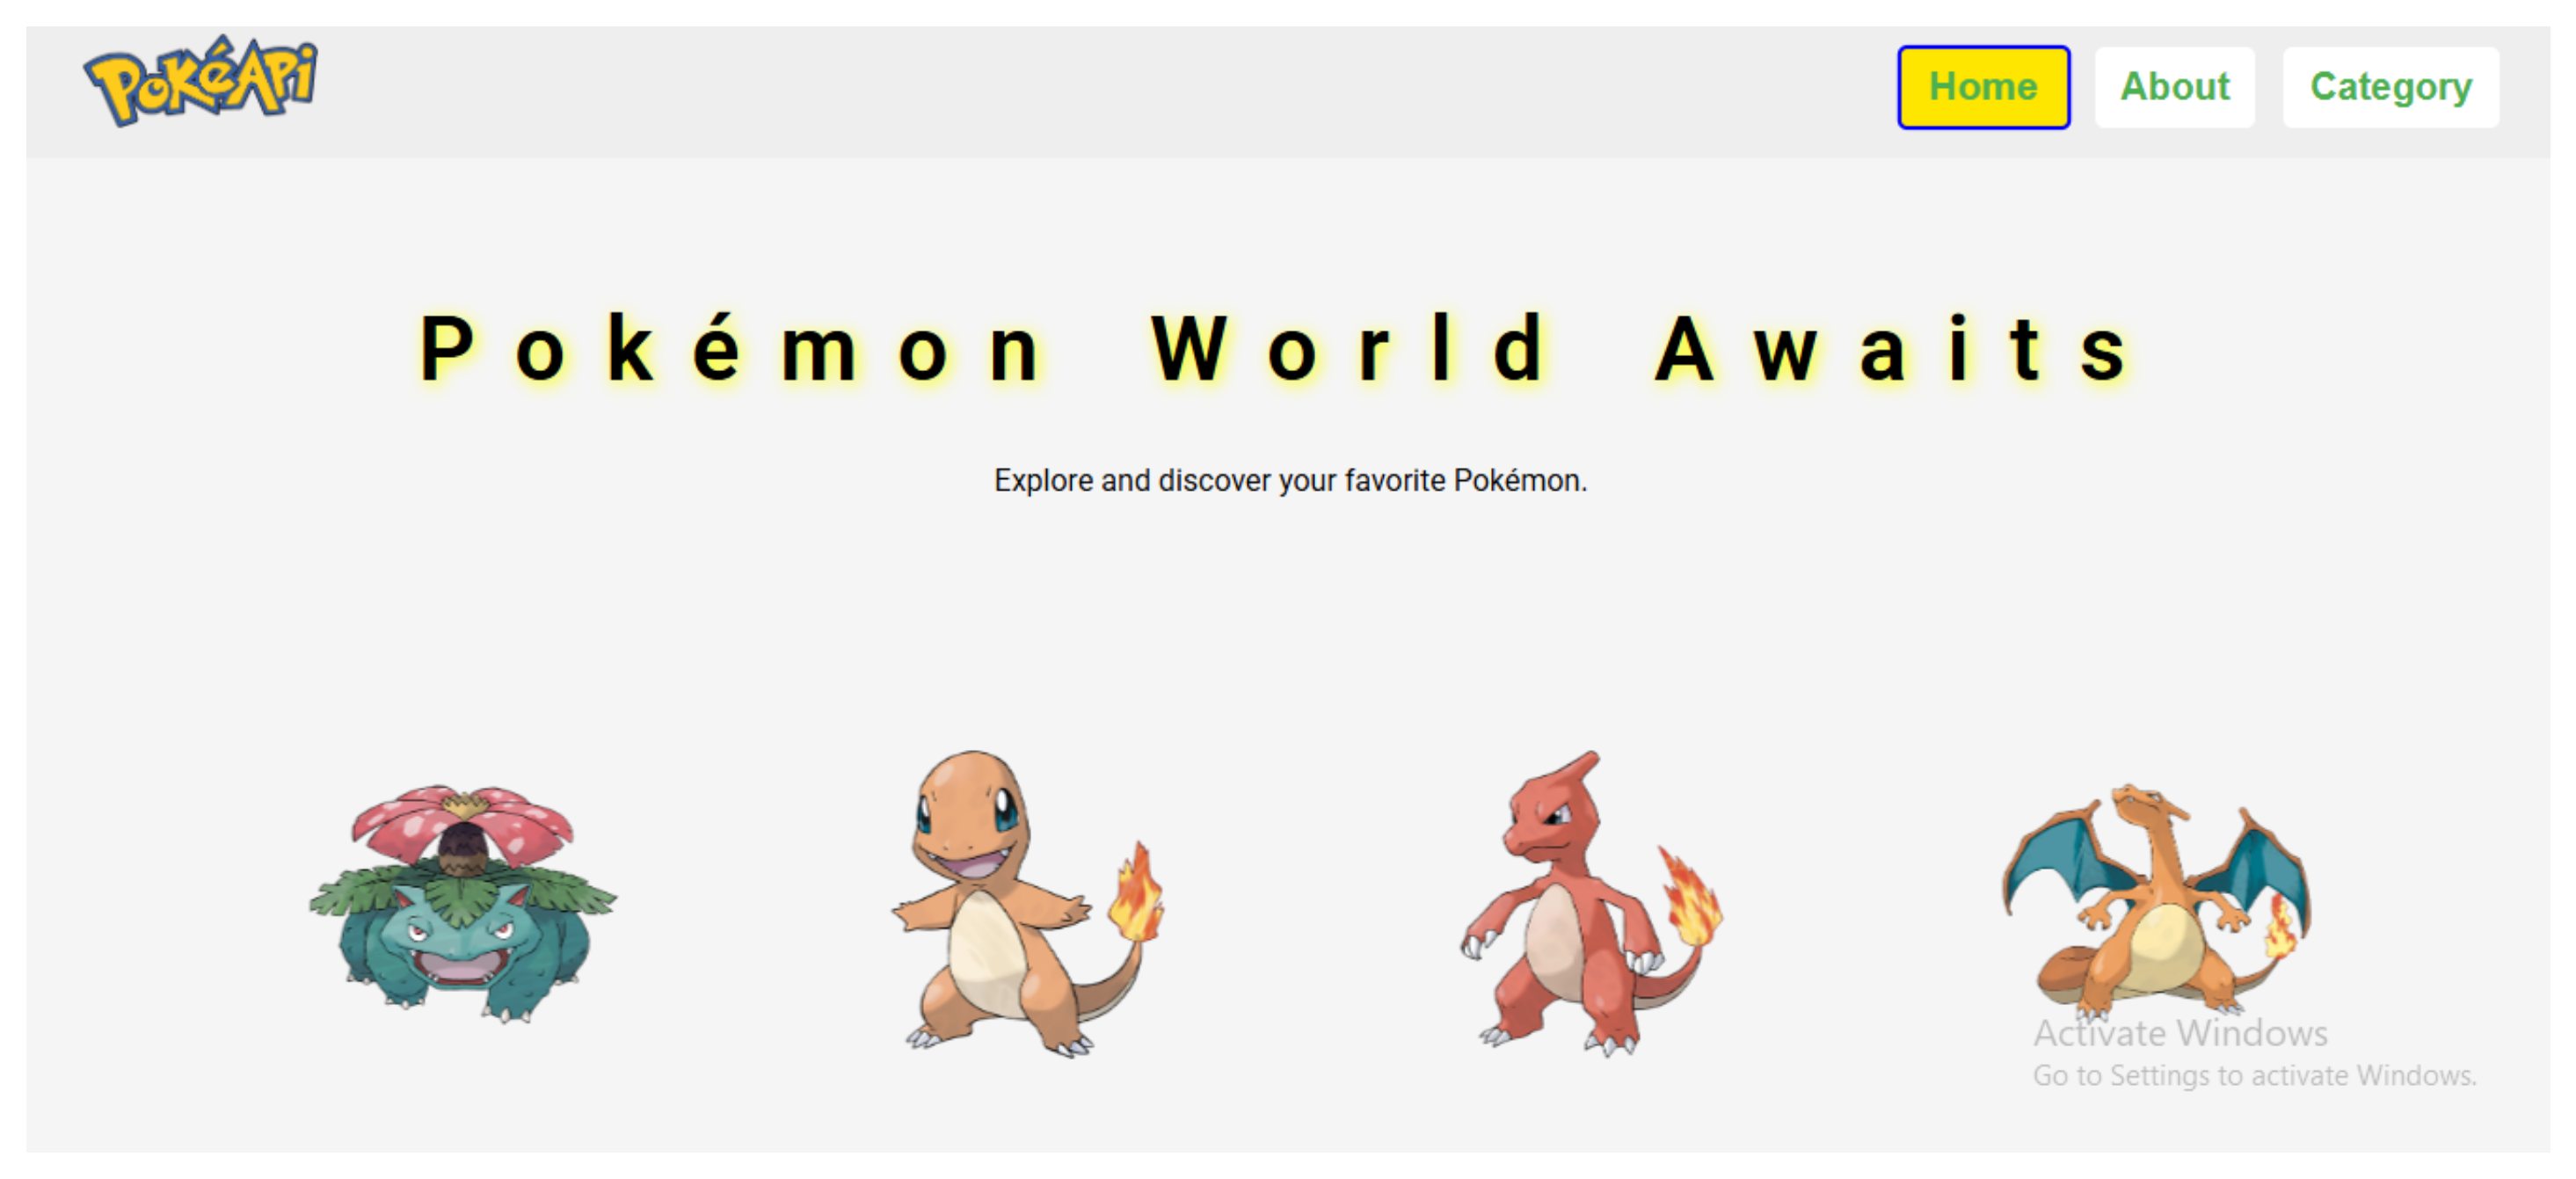 PokéAPi
Home About Category
Pokémon World Awaits
Explore and discover your favorite Pokémon.
Activate Windows
Go to Settings to activate Windows.